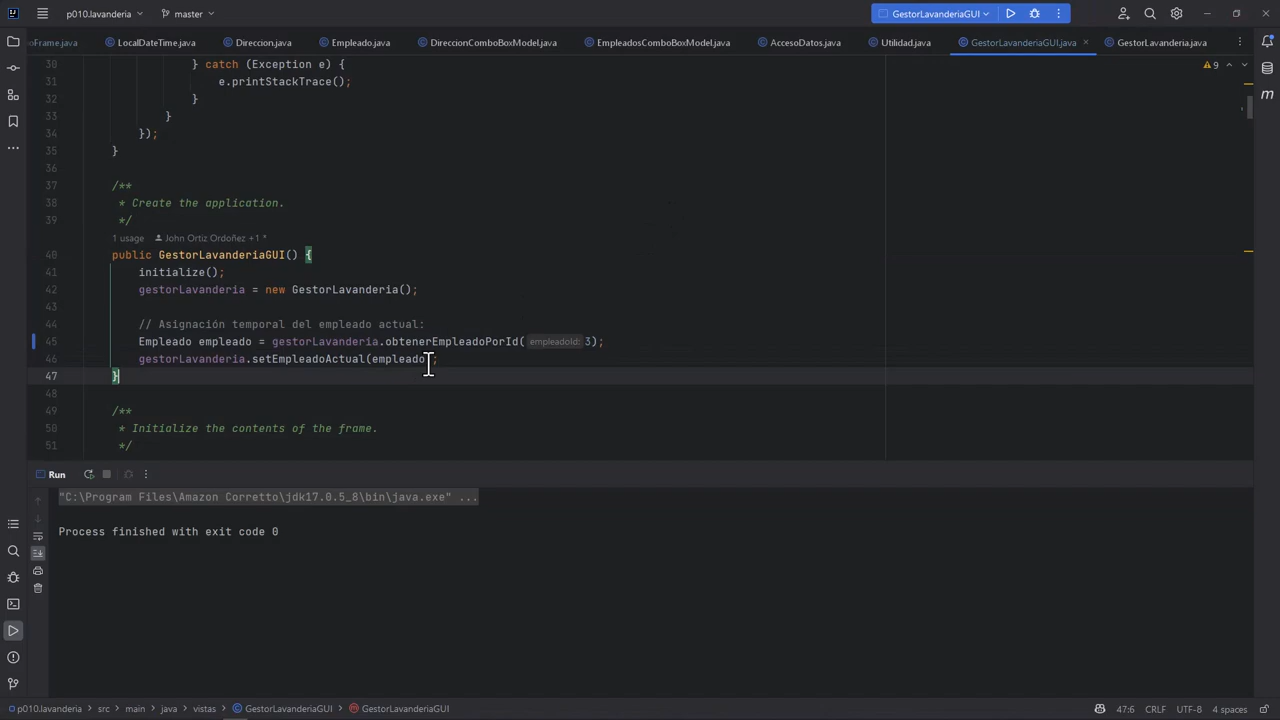 p010.lavanderia
master
GestorLavanderiaGUI
oFrame.java
LocalDateTime.java
Direccion.java
Empleado.java
DireccionComboBoxModel.java
EmpleadosComboBoxModel.java
AccesoDatos.java
Utilidad.java
GestorLavanderiaGUI.java
GestorLavanderia.java
9
30 } catch (Exception e) {
31 e.printStackTrace();
32 }
33 }
34 });
35 }
36
37 /**
38 * Create the application.
39 */
1 usage John Ortiz Ordoñez +1 *
40 public GestorLavanderiaGUI() {
41 initialize();
42 gestorLavanderia = new GestorLavanderia();
43
44 // Asignación temporal del empleado actual:
45 Empleado empleado = gestorLavanderia.obtenerEmpleadoPorId( empleadoId: 3);
46 gestorLavanderia.setEmpleadoActual(empleado);
47 }
48
49 /**
50 * Initialize the contents of the frame.
51 */
Run
"C:\Program Files\Amazon Corretto\jdk17.0.5_8\bin\java.exe" ...
Process finished with exit code 0
p010.lavanderia > src > main > java > vistas > GestorLavanderiaGUI > GestorLavanderiaGUI
47:6 CRLF UTF-8 4 spaces